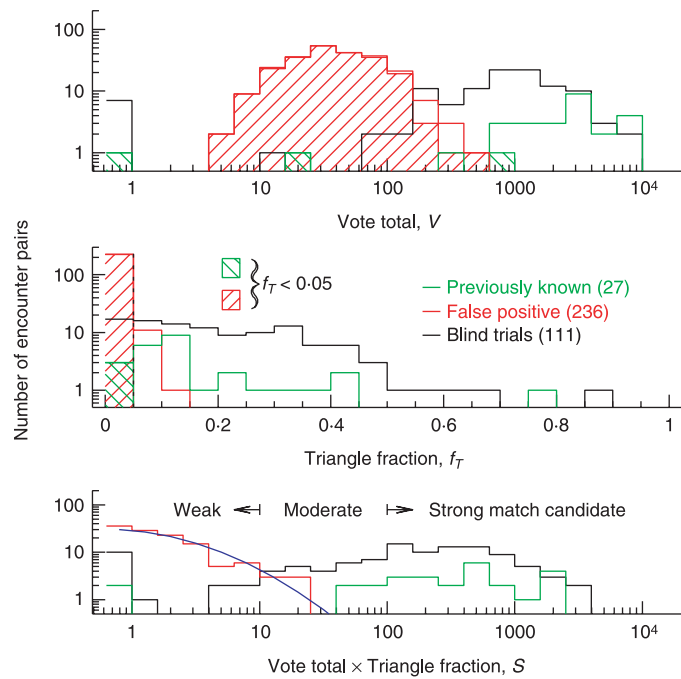 Number of encounter pairs
100
10
1
1 10 100 1000 10⁴
Vote total, V
100
10
1
f_T < 0·05
Previously known (27)
False positive (236)
Blind trials (111)
0 0·2 0·4 0·6 0·8 1
Triangle fraction, f_T
100
10
1
Weak Moderate Strong match candidate
1 10 100 1000 10⁴
Vote total × Triangle fraction, S